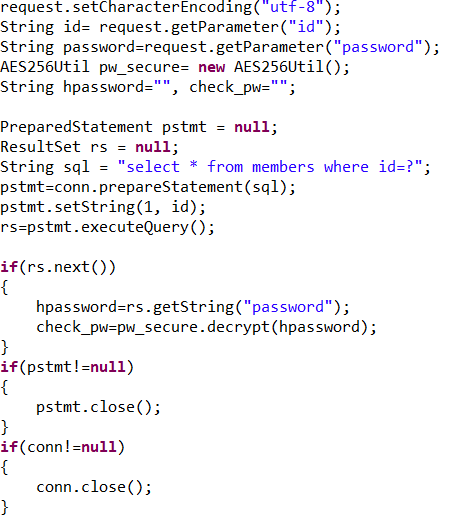 request.setCharacterEncoding("utf-8");
String id= request.getParameter("id");
String password=request.getParameter("password");
AES256Util pw_secure= new AES256Util();
String hpassword="", check_pw="";

PreparedStatement pstmt = null;
ResultSet rs = null;
String sql = "select * from members where id=?";
pstmt=conn.prepareStatement(sql);
pstmt.setString(1, id);
rs=pstmt.executeQuery();

if(rs.next())
{
    hpassword=rs.getString("password");
    check_pw=pw_secure.decrypt(hpassword);
}
if(pstmt!=null)
{
    pstmt.close();
}
if(conn!=null)
{
    conn.close();
}